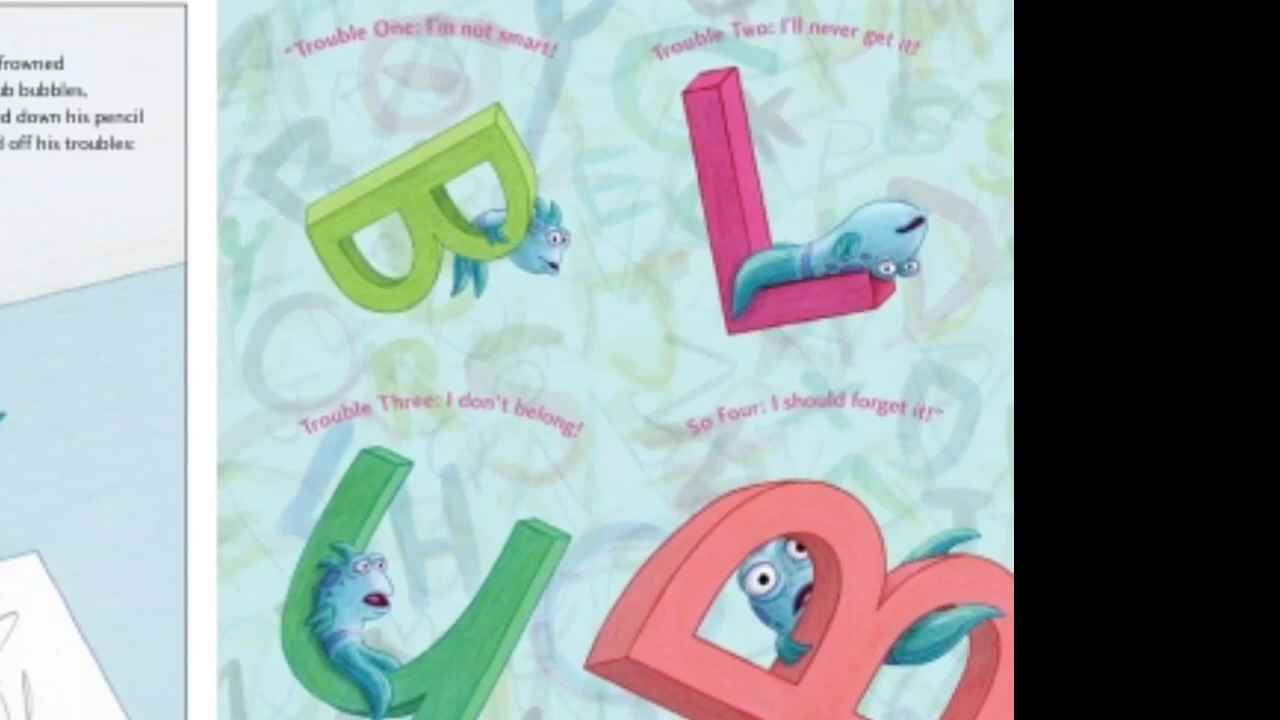 frowned
ub bubbles,
d down his pencil
d off his troubles:
"Trouble One: I'm not smart!
Trouble Two: I'll never get it!
B
L
Trouble Three: I don't belong!
So Four: I should forget it!"
B